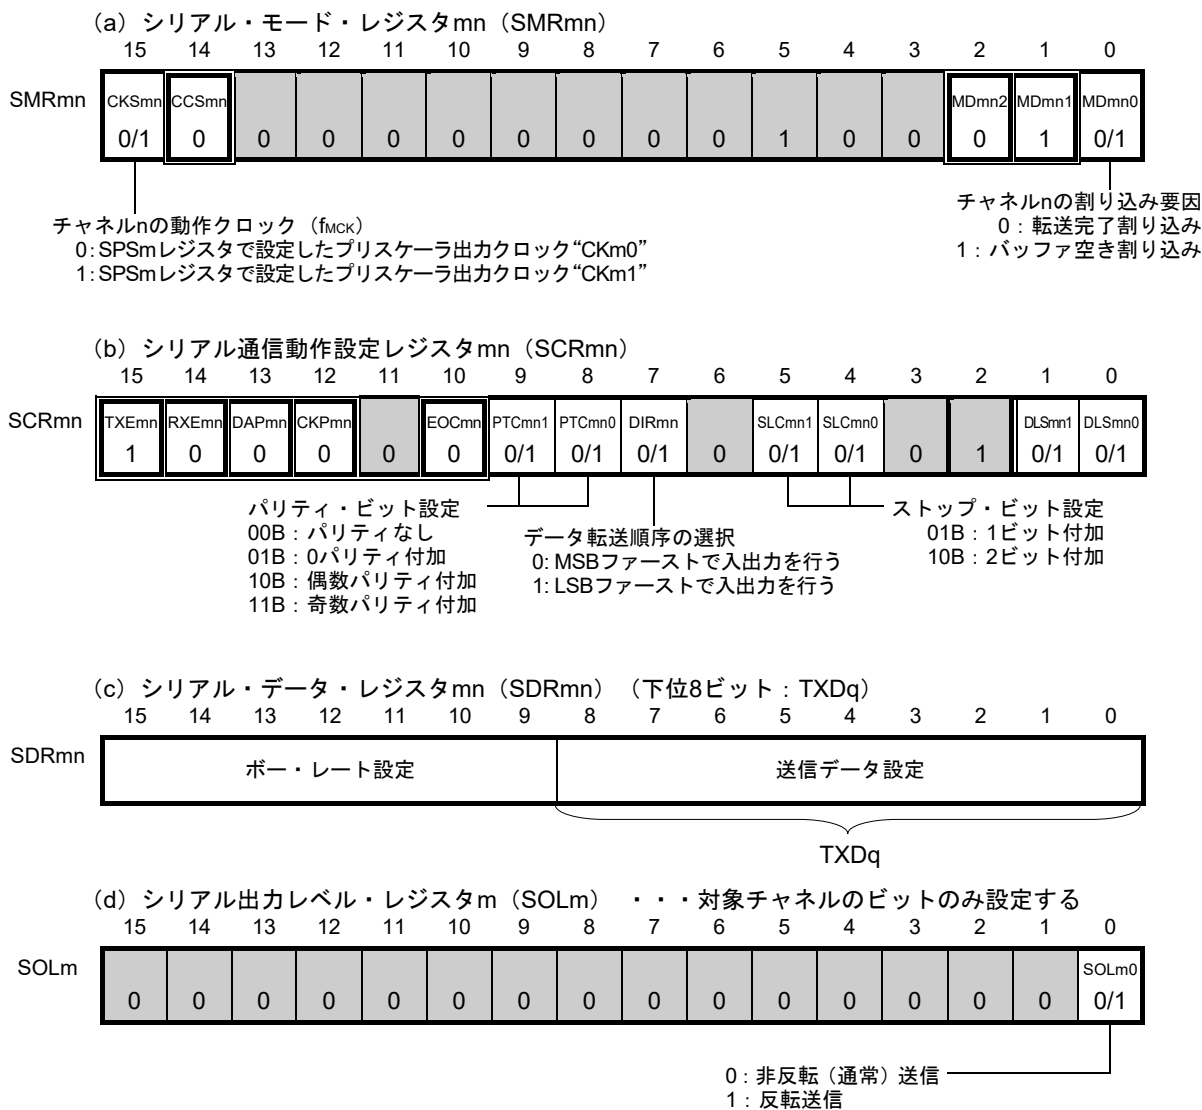 (a) シリアル・モード・レジスタmn（SMRmn）
15 14 13 12 11 10 9 8 7 6 5 4 3 2 1 0
SMRmn CKSmn CCSmn MDmn2 MDmn1 MDmn0
0/1 0 0 0 0 0 0 0 0 0 1 0 0 0 1 0/1
チャネルnの動作クロック（fMCK）
0: SPSmレジスタで設定したプリスケーラ出力クロック“CKm0”
1: SPSmレジスタで設定したプリスケーラ出力クロック“CKm1”
チャネルnの割り込み要因
0：転送完了割り込み
1：バッファ空き割り込み
(b) シリアル通信動作設定レジスタmn（SCRmn）
15 14 13 12 11 10 9 8 7 6 5 4 3 2 1 0
SCRmn TXEmn RXEmn DAPmn CKPmn EOCmn PTCmn1 PTCmn0 DIRmn SLCmn1 SLCmn0 DLSmn1 DLSmn0
1 0 0 0 0 0 0/1 0/1 0/1 0 0/1 0/1 0 1 0/1 0/1
パリティ・ビット設定
00B：パリティなし
01B：0パリティ付加
10B：偶数パリティ付加
11B：奇数パリティ付加
データ転送順序の選択
0: MSBファーストで入出力を行う
1: LSBファーストで入出力を行う
ストップ・ビット設定
01B：1ビット付加
10B：2ビット付加
(c) シリアル・データ・レジスタmn（SDRmn）（下位8ビット：TXDq）
15 14 13 12 11 10 9 8 7 6 5 4 3 2 1 0
SDRmn ボー・レート設定 送信データ設定
TXDq
(d) シリアル出力レベル・レジスタm（SOLm） ・・・対象チャネルのビットのみ設定する
15 14 13 12 11 10 9 8 7 6 5 4 3 2 1 0
SOLm SOLm0
0 0 0 0 0 0 0 0 0 0 0 0 0 0 0 0/1
0：非反転（通常）送信
1：反転送信